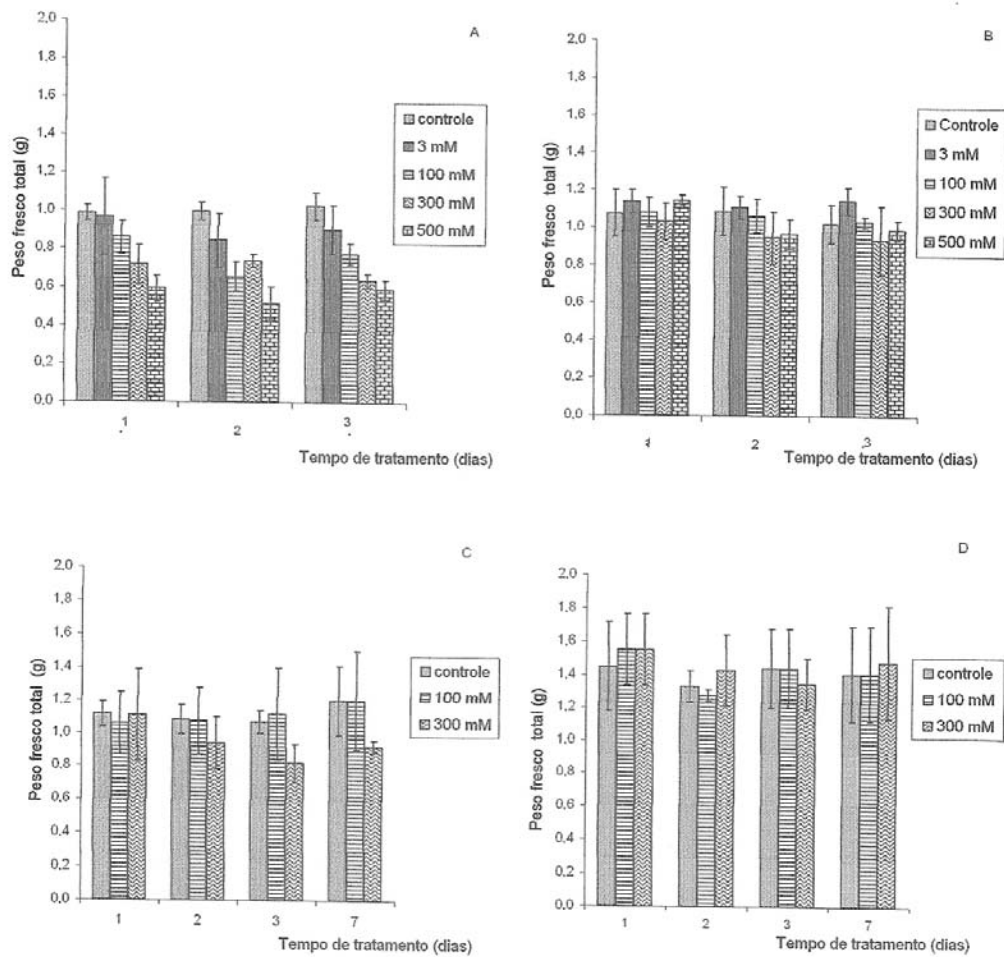 A
2,0
1,8
1,6
1,4
1,2
1,0
0,8
0,6
0,4
0,2
0,0
Peso fresco total (g)
controle
3 mM
100 mM
300 mM
500 mM
1
2
3
Tempo de tratamento (dias)
B
2,0
1,8
1,6
1,4
1,2
1,0
0,8
0,6
0,4
0,2
0,0
Peso fresco total (g)
Controle
3 mM
100 mM
300 mM
500 mM
1
2
3
Tempo de tratamento (dias)
C
2,0
1,8
1,6
1,4
1,2
1,0
0,8
0,6
0,4
0,2
0,0
Peso fresco total (g)
controle
100 mM
300 mM
1
2
3
7
Tempo de tratamento (dias)
D
2,0
1,8
1,6
1,4
1,2
1,0
0,8
0,6
0,4
0,2
0,0
Peso fresco total (g)
controle
100 mM
300 mM
1
2
3
7
Tempo de tratamento (dias)